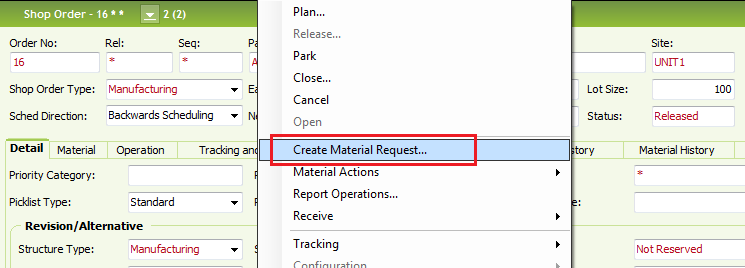 Shop Order - 16 * * 2 (2)
Order No: Rel: Seq: Pa Site:
16 * * A UNIT1
Shop Order Type: Manufacturing Ea Lot Size: 100
Sched Direction: Backwards Scheduling Ne Status: Released
Detail Material Operation Tracking and story Material History
Priority Category: *
Picklist Type: Standard e:
Revision/Alternative
Structure Type: Manufacturing S Not Reserved
Plan...
Release...
Park
Close...
Cancel
Open
Create Material Request...
Material Actions
Report Operations...
Receive
Tracking
Configuration